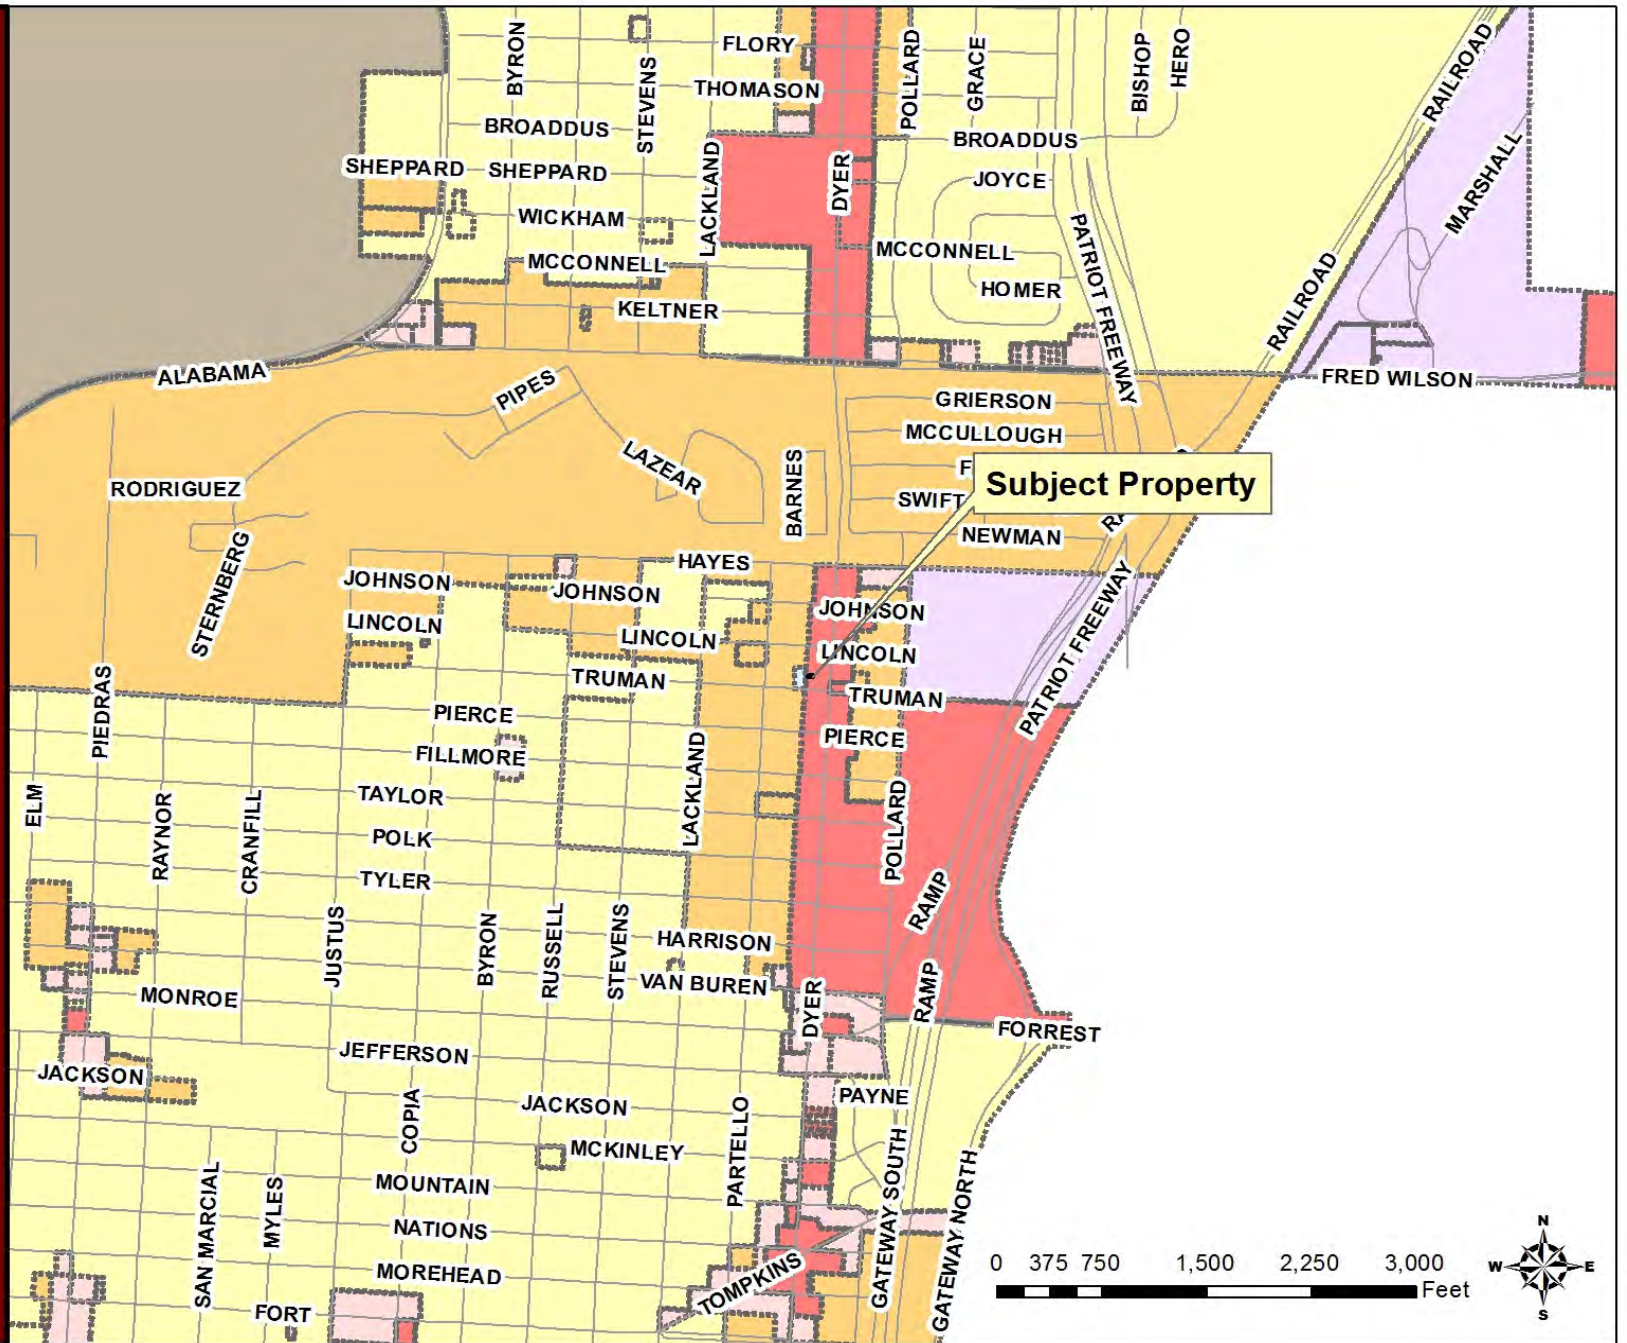 FLORY
THOMASON
BYRON
STEVENS
POLLARD
GRACE
BISHOP
HERO
RAILROAD
BROADDUS
BROADDUS
SHEPPARD
SHEPPARD
LACKLAND
DYER
JOYCE
MARSHALL
WICKHAM
MCCONNELL
MCCONNELL
PATRIOT FREEWAY
HOMER
KELTNER
RAILROAD
ALABAMA
FRED WILSON
PIPES
GRIERSON
MCCULLOUGH
LAZEAR
BARNES
F
RODRIGUEZ
Subject Property
SWIFT
RA
NEWMAN
STERNBERG
HAYES
JOHNSON
JOHNSON
JOHNSON
LINCOLN
LINCOLN
LINCOLN
PATRIOT FREEWAY
TRUMAN
TRUMAN
PIEDRAS
PIERCE
PIERCE
FILLMORE
LACKLAND
ELM
RAYNOR
CRANFILL
TAYLOR
POLLARD
POLK
TYLER
RAMP
JUSTUS
BYRON
RUSSELL
STEVENS
HARRISON
VAN BUREN
DYER
RAMP
MONROE
FORREST
JEFFERSON
JACKSON
PAYNE
COPIA
JACKSON
PARTELLO
MCKINLEY
SAN MARCIAL
MYLES
MOUNTAIN
NATIONS
GATEWAY SOUTH
GATEWAY NORTH
MOREHEAD
TOMPKINS
FORT
0 375 750 1,500 2,250 3,000
Feet
N
W E
S